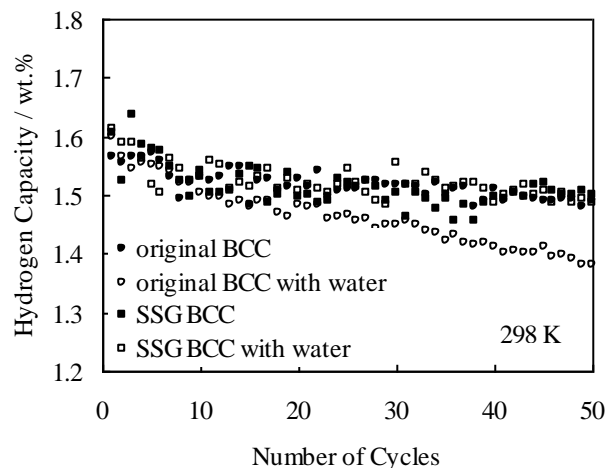 1.8
1.7
1.6
1.5
1.4
1.3
1.2
Hydrogen Capacity / wt.%
original BCC
original BCC with water
SSG BCC
SSG BCC with water
298 K
0 10 20 30 40 50
Number of Cycles